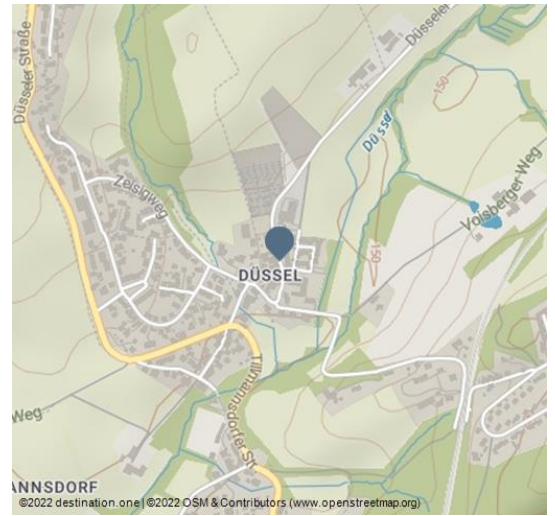 Düsseler Straße
Düsseler
150
Düssel
Zeisigweg
Volsberger Weg
150
DÜSSEL
Tillmannsdorfer Str.
Weg
ANNSDORF
©2022 destination.one | ©2022 OSM & Contributors (www.openstreetmap.org)